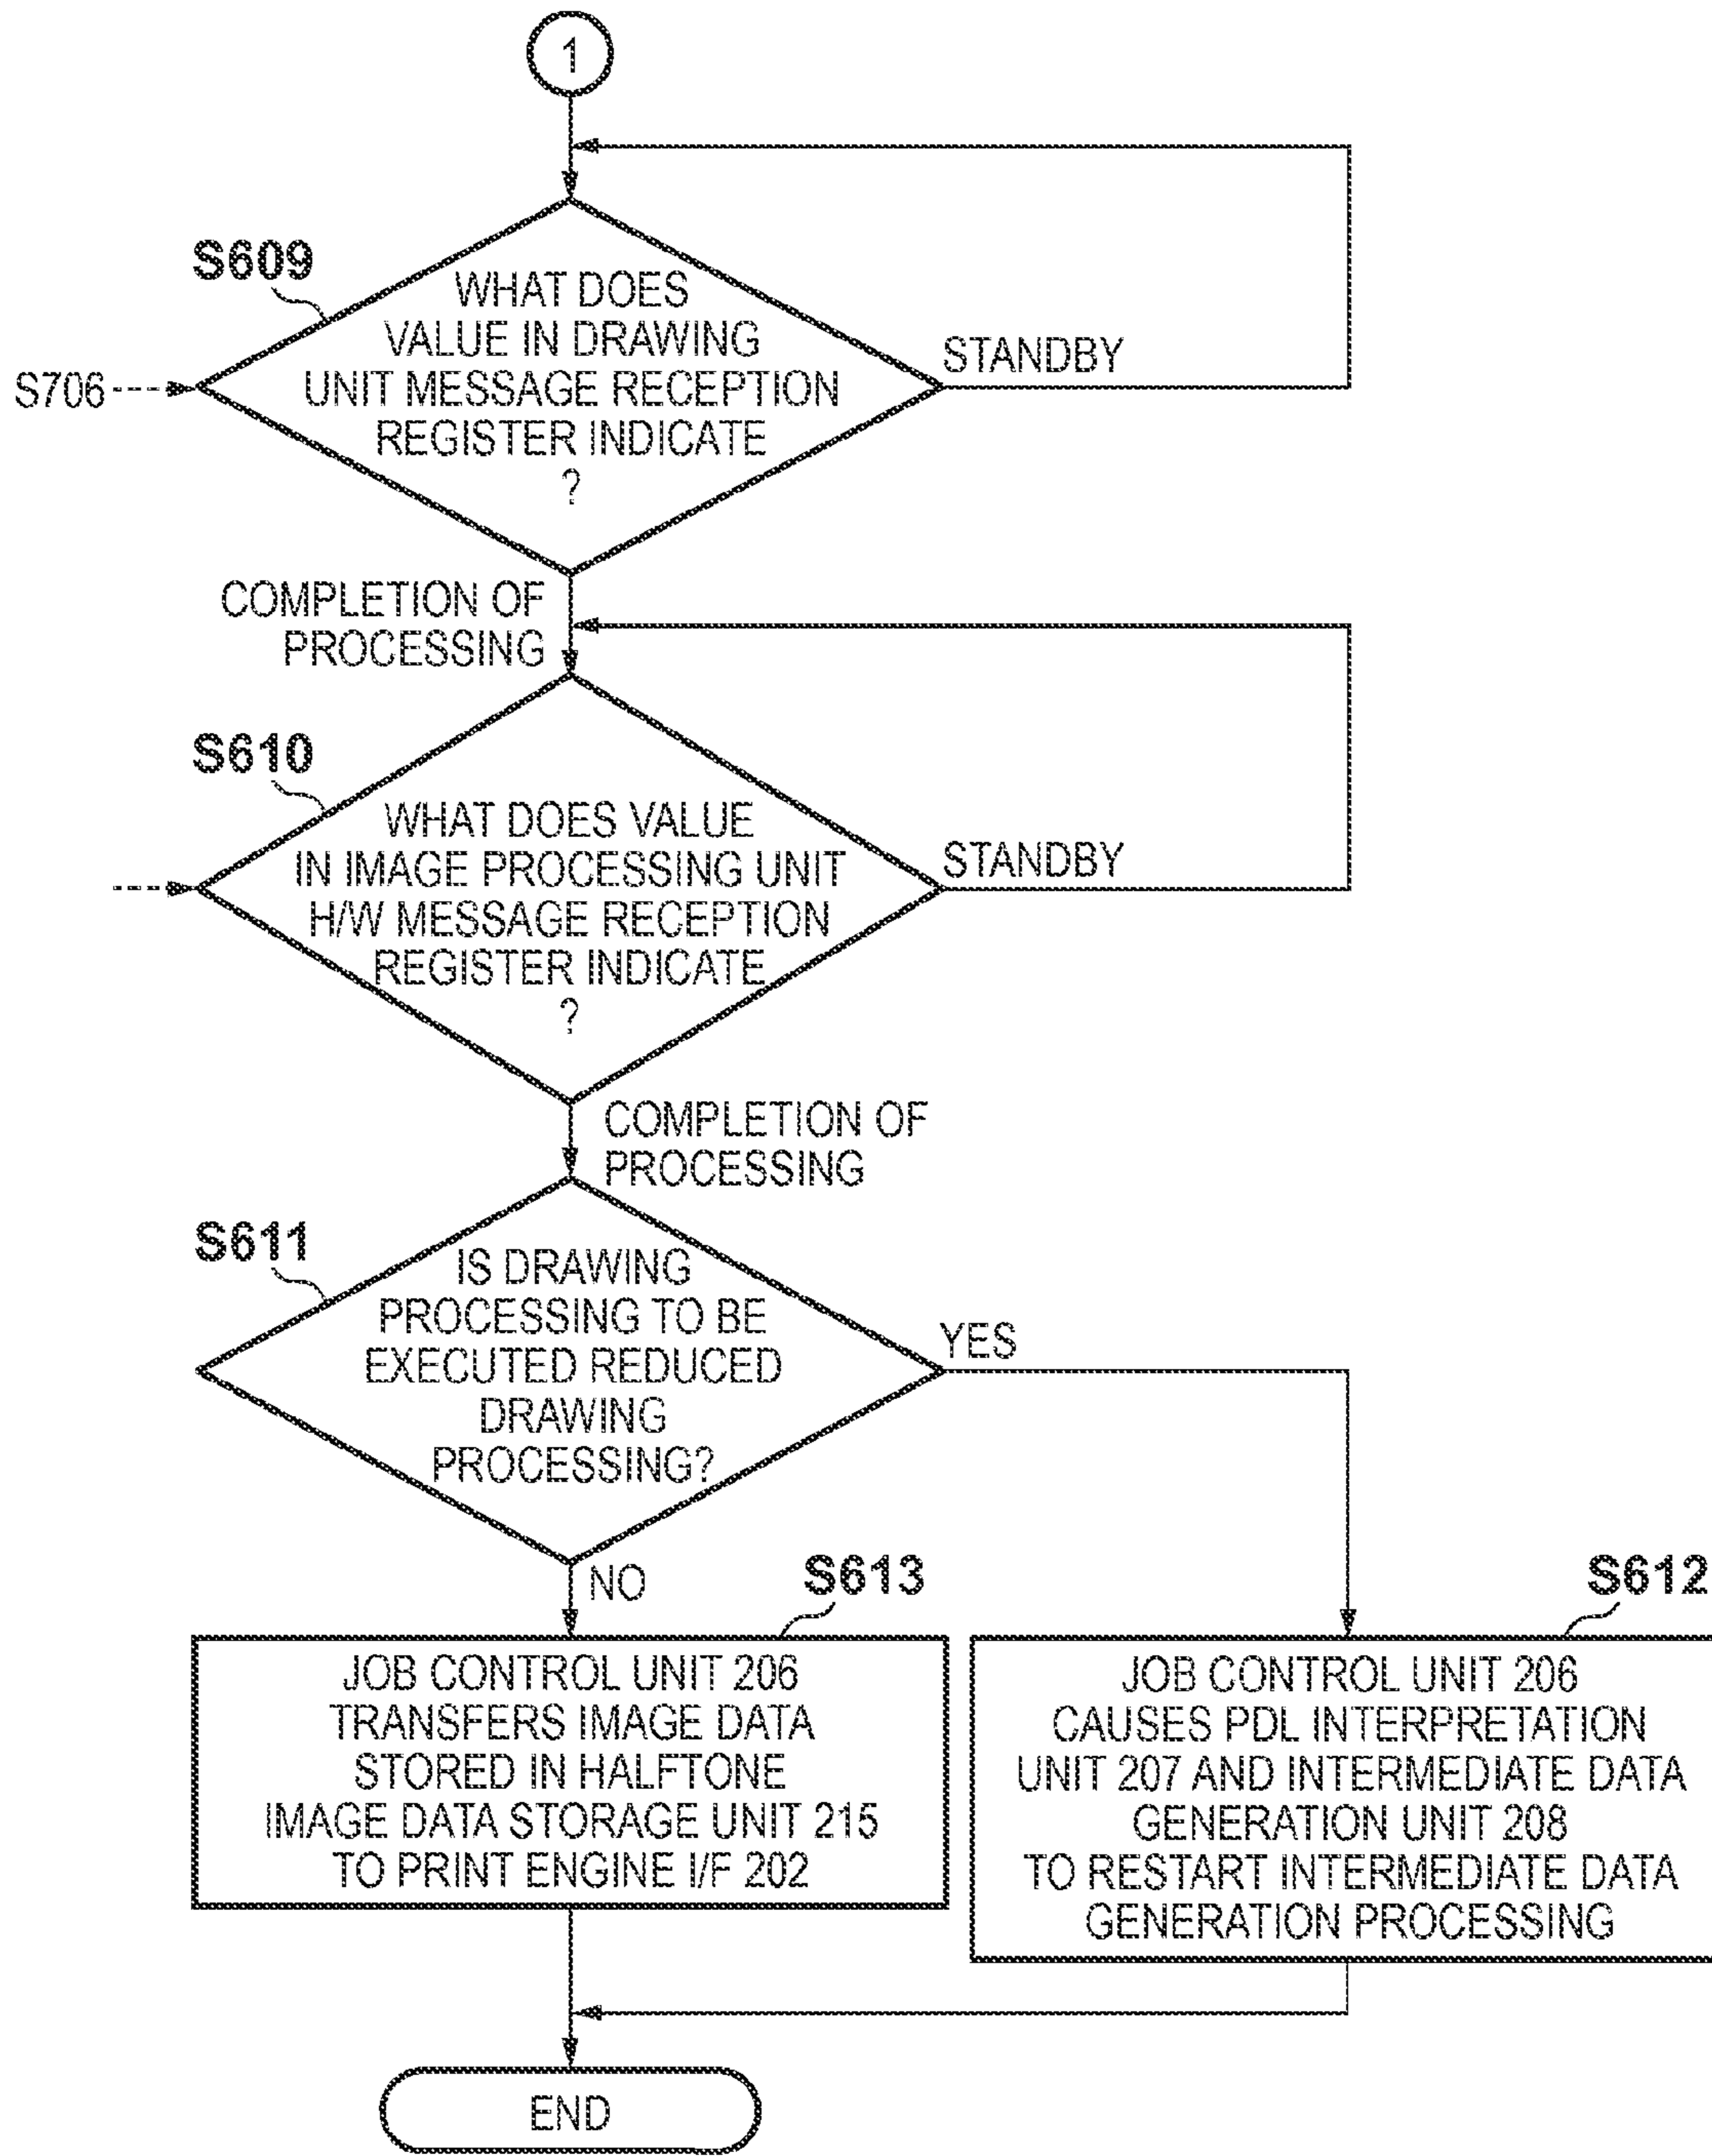 1
S609
WHAT DOES
VALUE IN DRAWING
UNIT MESSAGE RECEPTION
REGISTER INDICATE
?
STANDBY
S706
COMPLETION OF
PROCESSING
S610
WHAT DOES VALUE
IN IMAGE PROCESSING UNIT
H/W MESSAGE RECEPTION
REGISTER INDICATE
?
STANDBY
COMPLETION OF
PROCESSING
S611
IS DRAWING
PROCESSING TO BE
EXECUTED REDUCED
DRAWING
PROCESSING?
YES
NO
S613
JOB CONTROL UNIT 206
TRANSFERS IMAGE DATA
STORED IN HALFTONE
IMAGE DATA STORAGE UNIT 215
TO PRINT ENGINE I/F 202
S612
JOB CONTROL UNIT 206
CAUSES PDL INTERPRETATION
UNIT 207 AND INTERMEDIATE DATA
GENERATION UNIT 208
TO RESTART INTERMEDIATE DATA
GENERATION PROCESSING
END